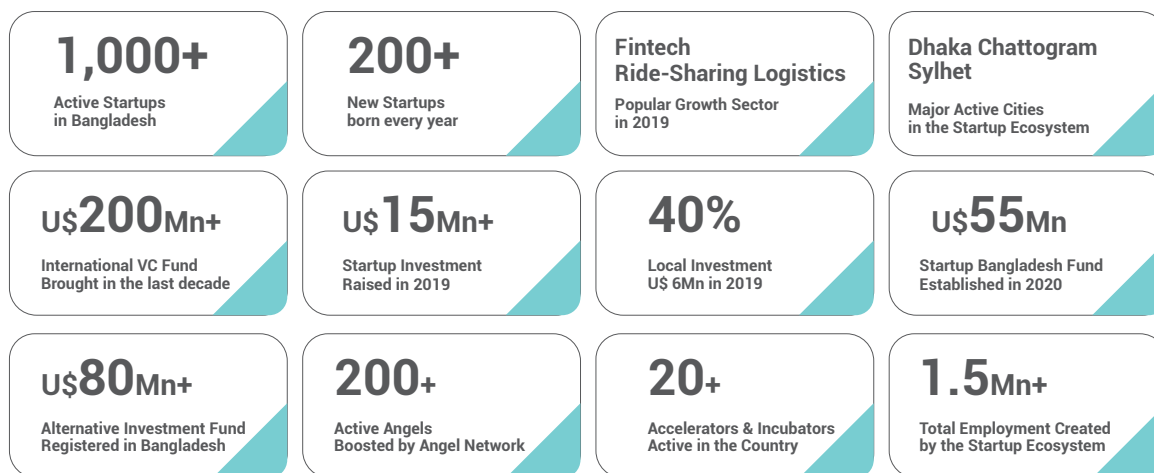 1,000+
Active Startups
in Bangladesh
200+
New Startups
born every year
Fintech
Ride-Sharing Logistics
Popular Growth Sector
in 2019
Dhaka Chattogram
Sylhet
Major Active Cities
in the Startup Ecosystem
U$200Mn+
International VC Fund
Brought in the last decade
U$15Mn+
Startup Investment
Raised in 2019
40%
Local Investment
U$ 6Mn in 2019
U$55Mn
Startup Bangladesh Fund
Established in 2020
U$80Mn+
Alternative Investment Fund
Registered in Bangladesh
200+
Active Angels
Boosted by Angel Network
20+
Accelerators & Incubators
Active in the Country
1.5Mn+
Total Employment Created
by the Startup Ecosystem